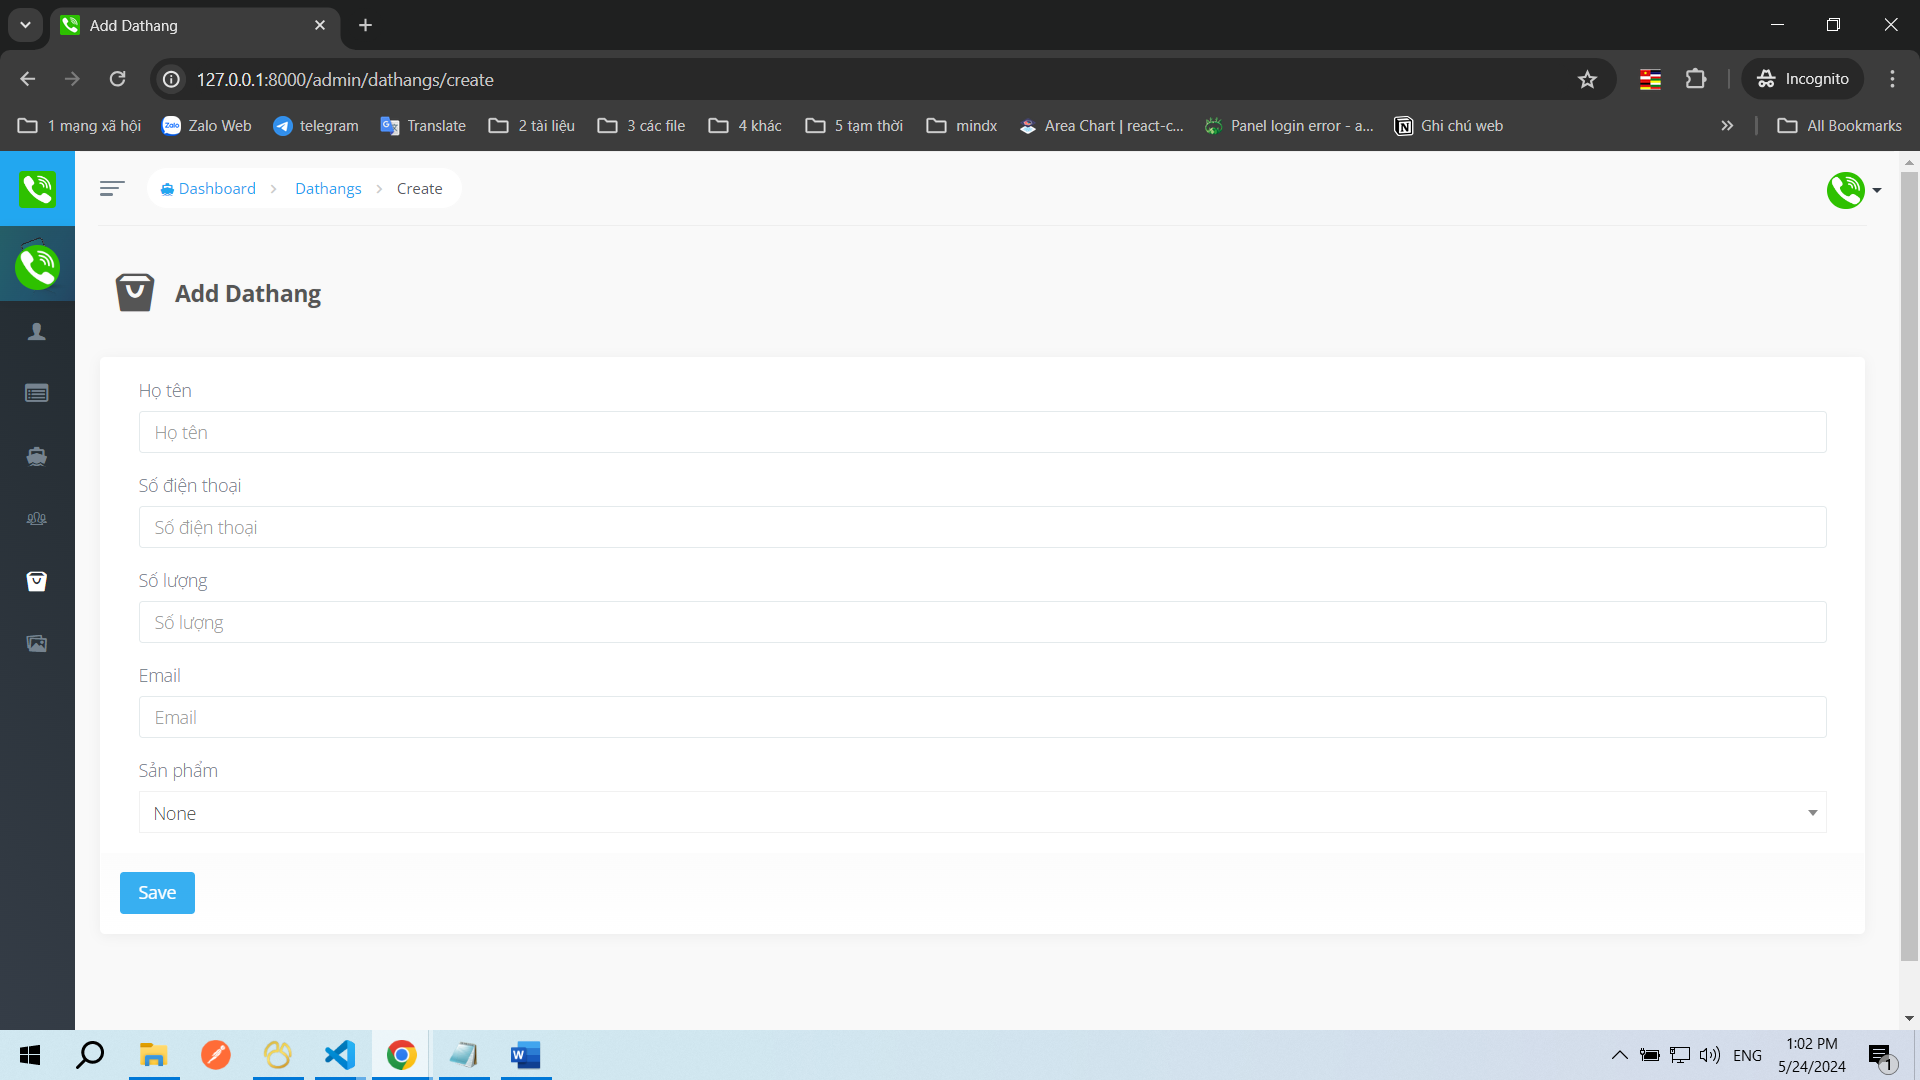 Add Dathang
127.0.0.1:8000/admin/dathangs/create
Incognito
1 mạng xã hội
Zalo Web
telegram
Translate
2 tài liệu
3 các file
4 khác
5 tạm thời
mindx
Area Chart | react-c...
Panel login error - a...
Ghi chú web
All Bookmarks
Dashboard
Dathangs
Create
Add Dathang
Họ tên
Họ tên
Số điện thoại
Số điện thoại
Số lượng
Số lượng
Email
Email
Sản phẩm
None
Save
ENG
1:02 PM
5/24/2024
1